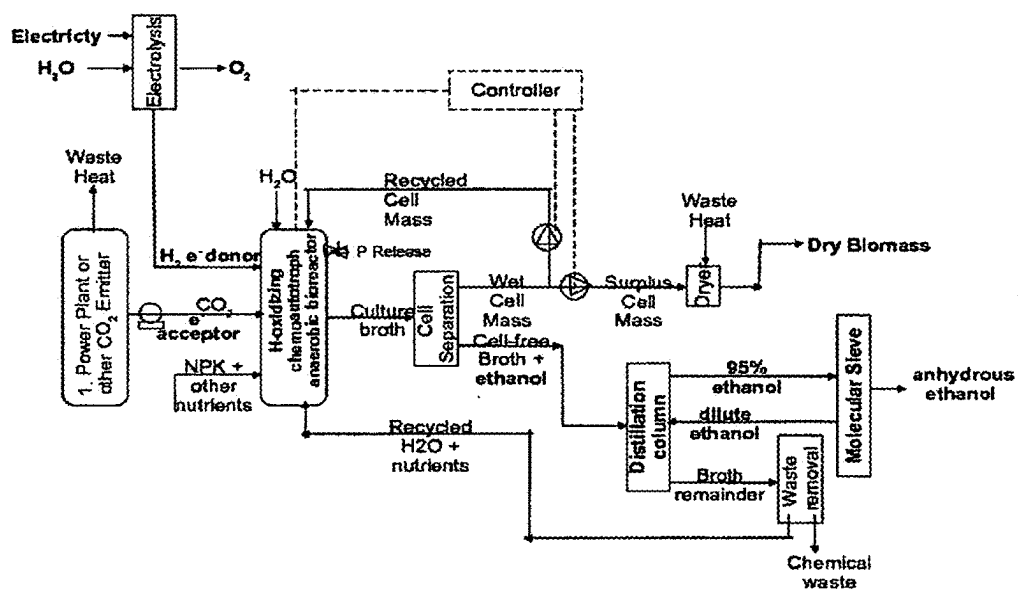 Electricty
H₂O
Electrolysis
O₂
Controller
Waste
Heat
H₂O
Recycled
Cell
Mass
Waste
Heat
P Release
Dry Biomass
1. Power Plant or
other CO₂ Emitter
H₂ e⁻ donor
CO₂
e⁻
acceptor
NPK +
other
nutrients
H-oxidizing
chemoautotroph
anaerobic bioreactor
Culture
broth
Cell
Separation
Wet
Cell
Mass
Surplus
Cell
Mass
Dryer
Cell-free
Broth +
ethanol
Distillation
column
95%
ethanol
dilute
ethanol
Molecular Sieve
anhydrous
ethanol
Recycled
H2O +
nutrients
Broth
remainder
Waste
removal
Chemical
waste